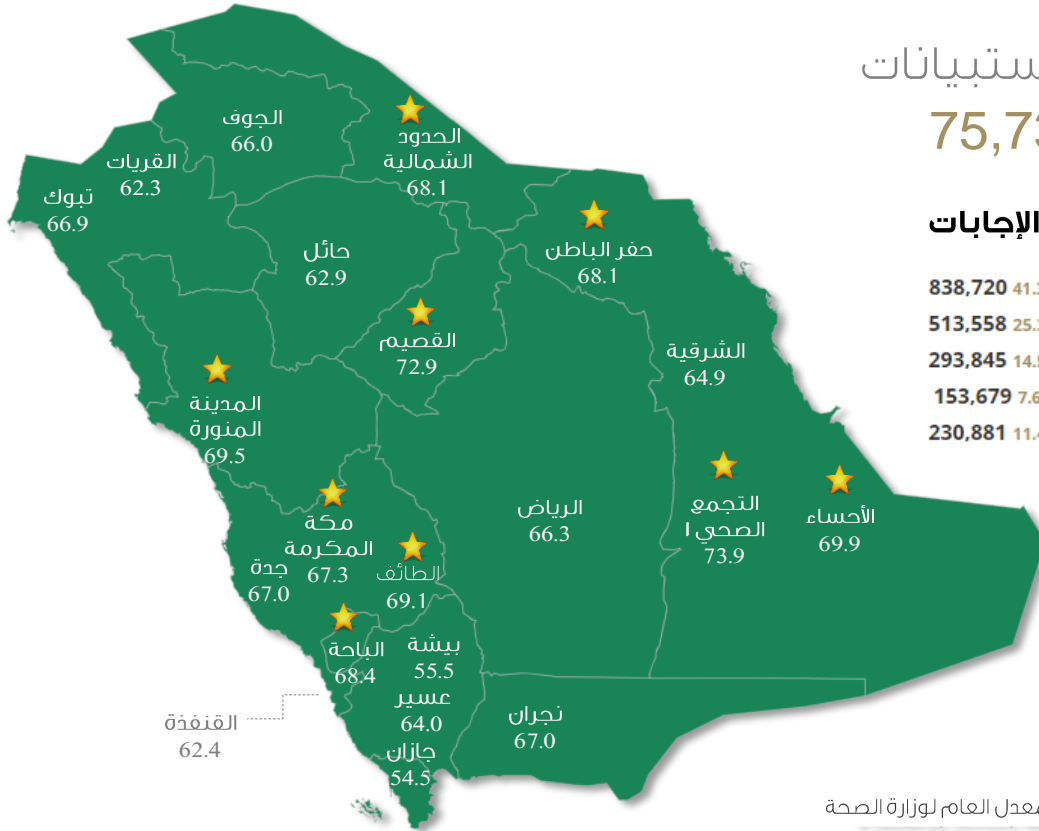 الجوف
66.0
الحدود
الشمالية
68.1
القريات
62.3
تبوك
66.9
حائل
62.9
حفر الباطن
68.1
القصيم
72.9
الشرقية
64.9
المدينة
المنورة
69.5
مكة
المكرمة
67.3
جدة
67.0
الطائف
69.1
الرياض
66.3
التجمع
الصحي ا
73.9
الأحساء
69.9
الباحة
68.4
بيشة
55.5
عسير
64.0
القنفذة
62.4
جازان
54.5
نجران
67.0
ستبيانات
75,73
الإجابات
838,720 41.
513,558 25.
293,845 14.
153,679 7.6
230,881 11.
معدل العام لوزارة الصحة